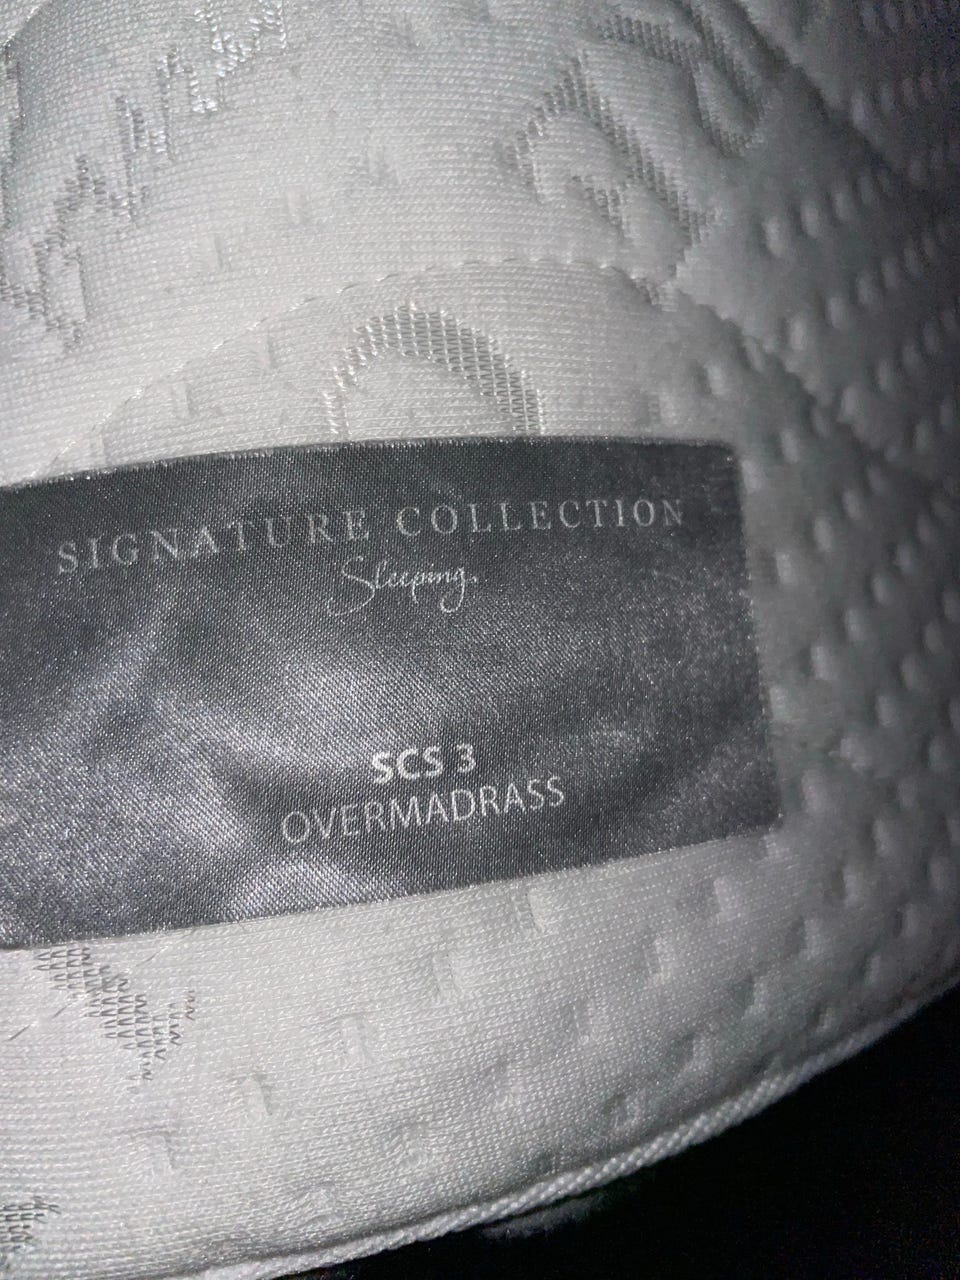 SIGNATURE COLLECTION
Sleeping.
SCS 3
OVERMADRASS